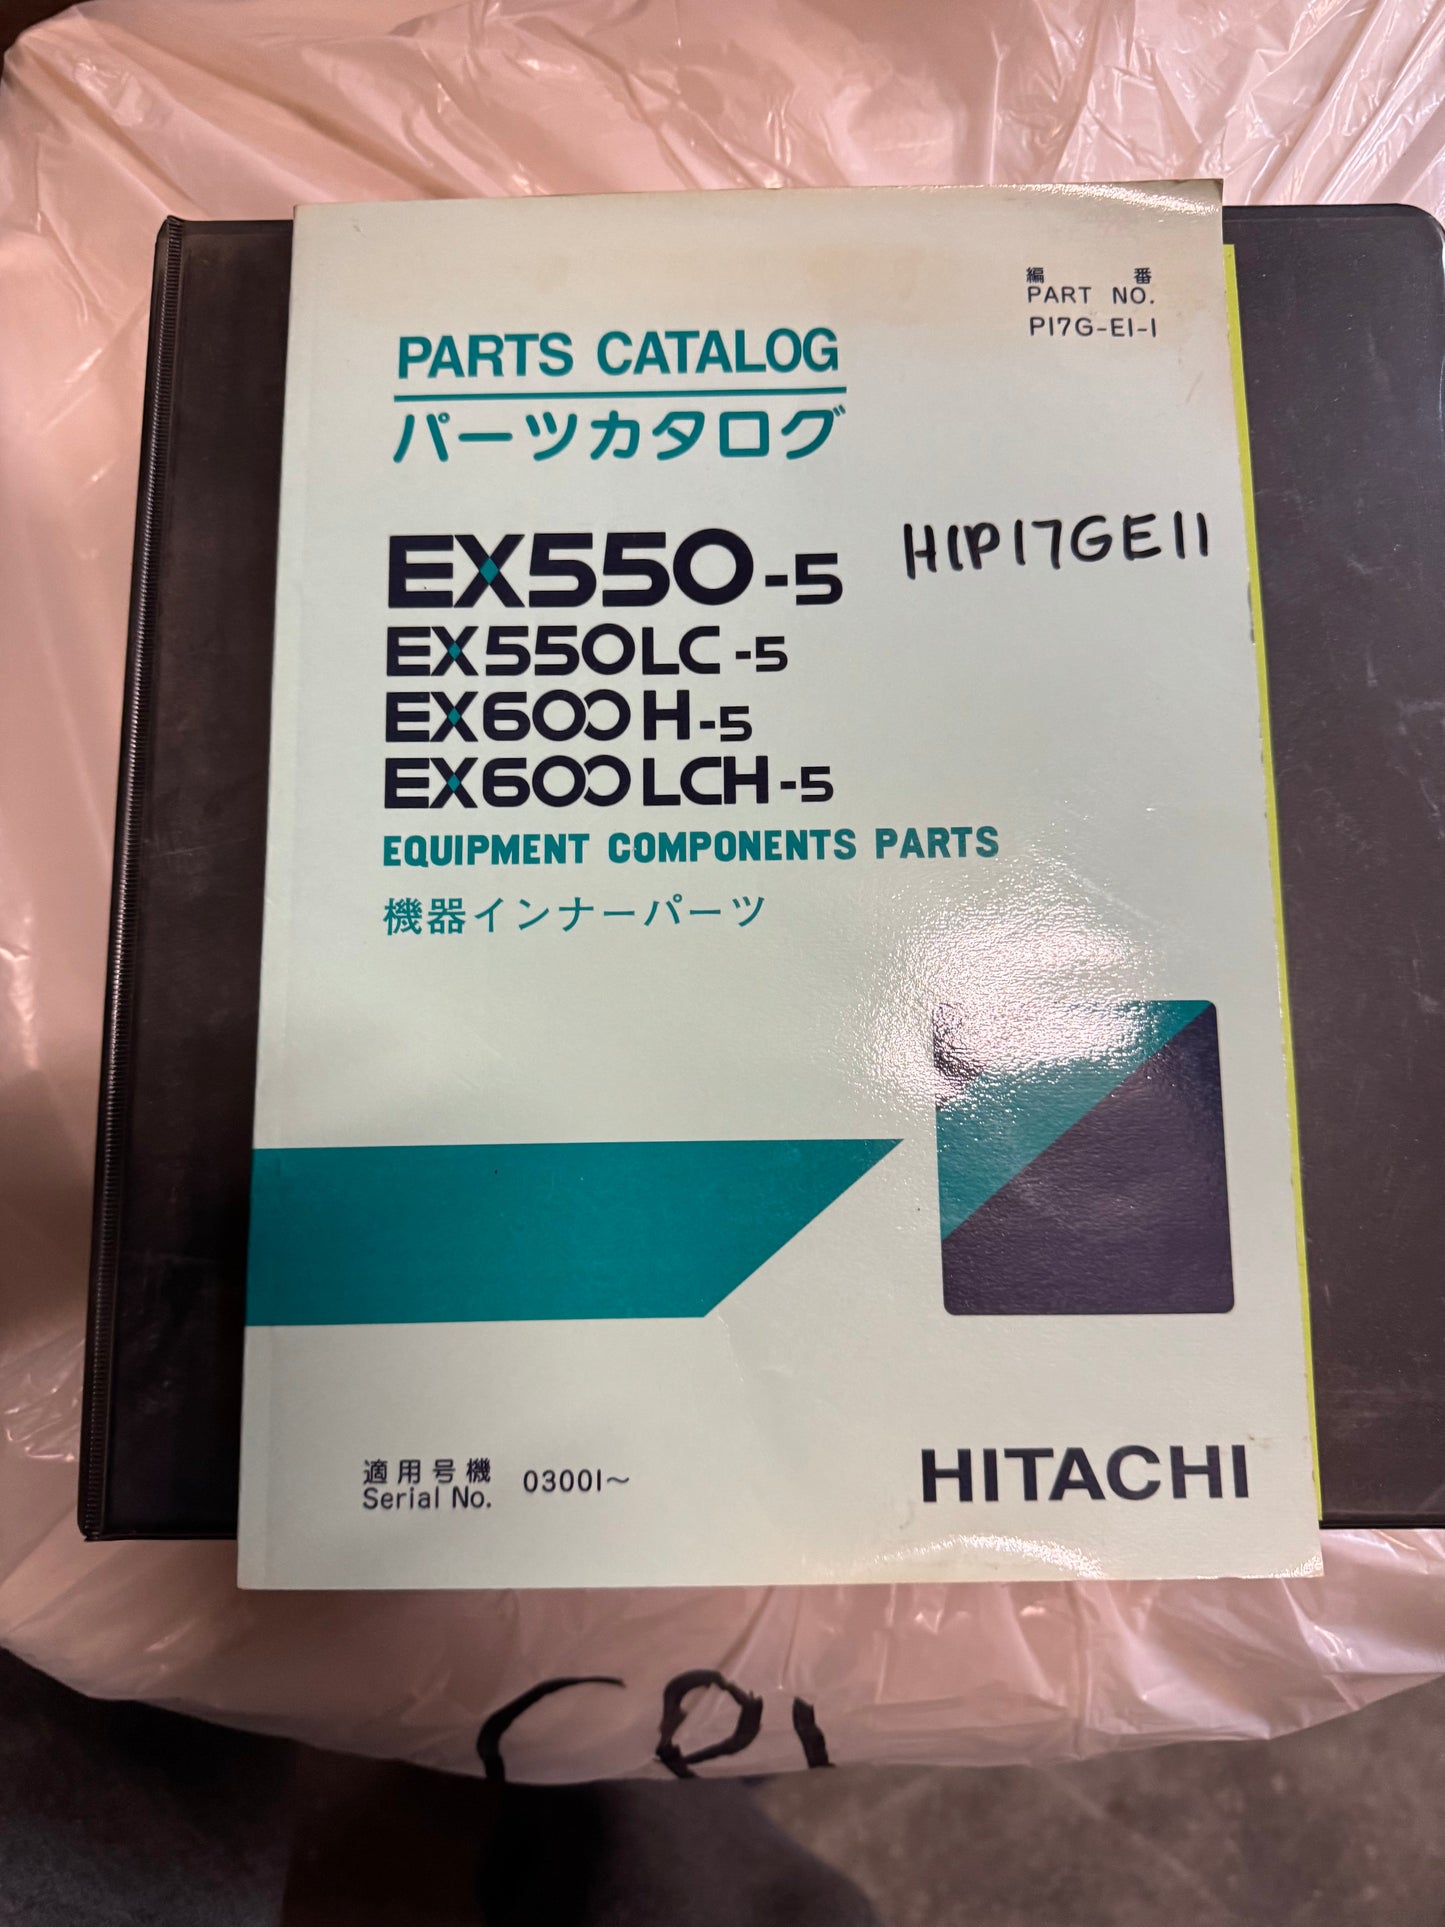 編 番
PART NO.
P17G-E1-1
PARTS CATALOG
パーツカタログ
EX550-5
H1P17GE11
EX550LC-5
EX600H-5
EX600LCH-5
EQUIPMENT COMPONENTS PARTS
機器インナーパーツ
適用号機
Serial No. 03001~
HITACHI